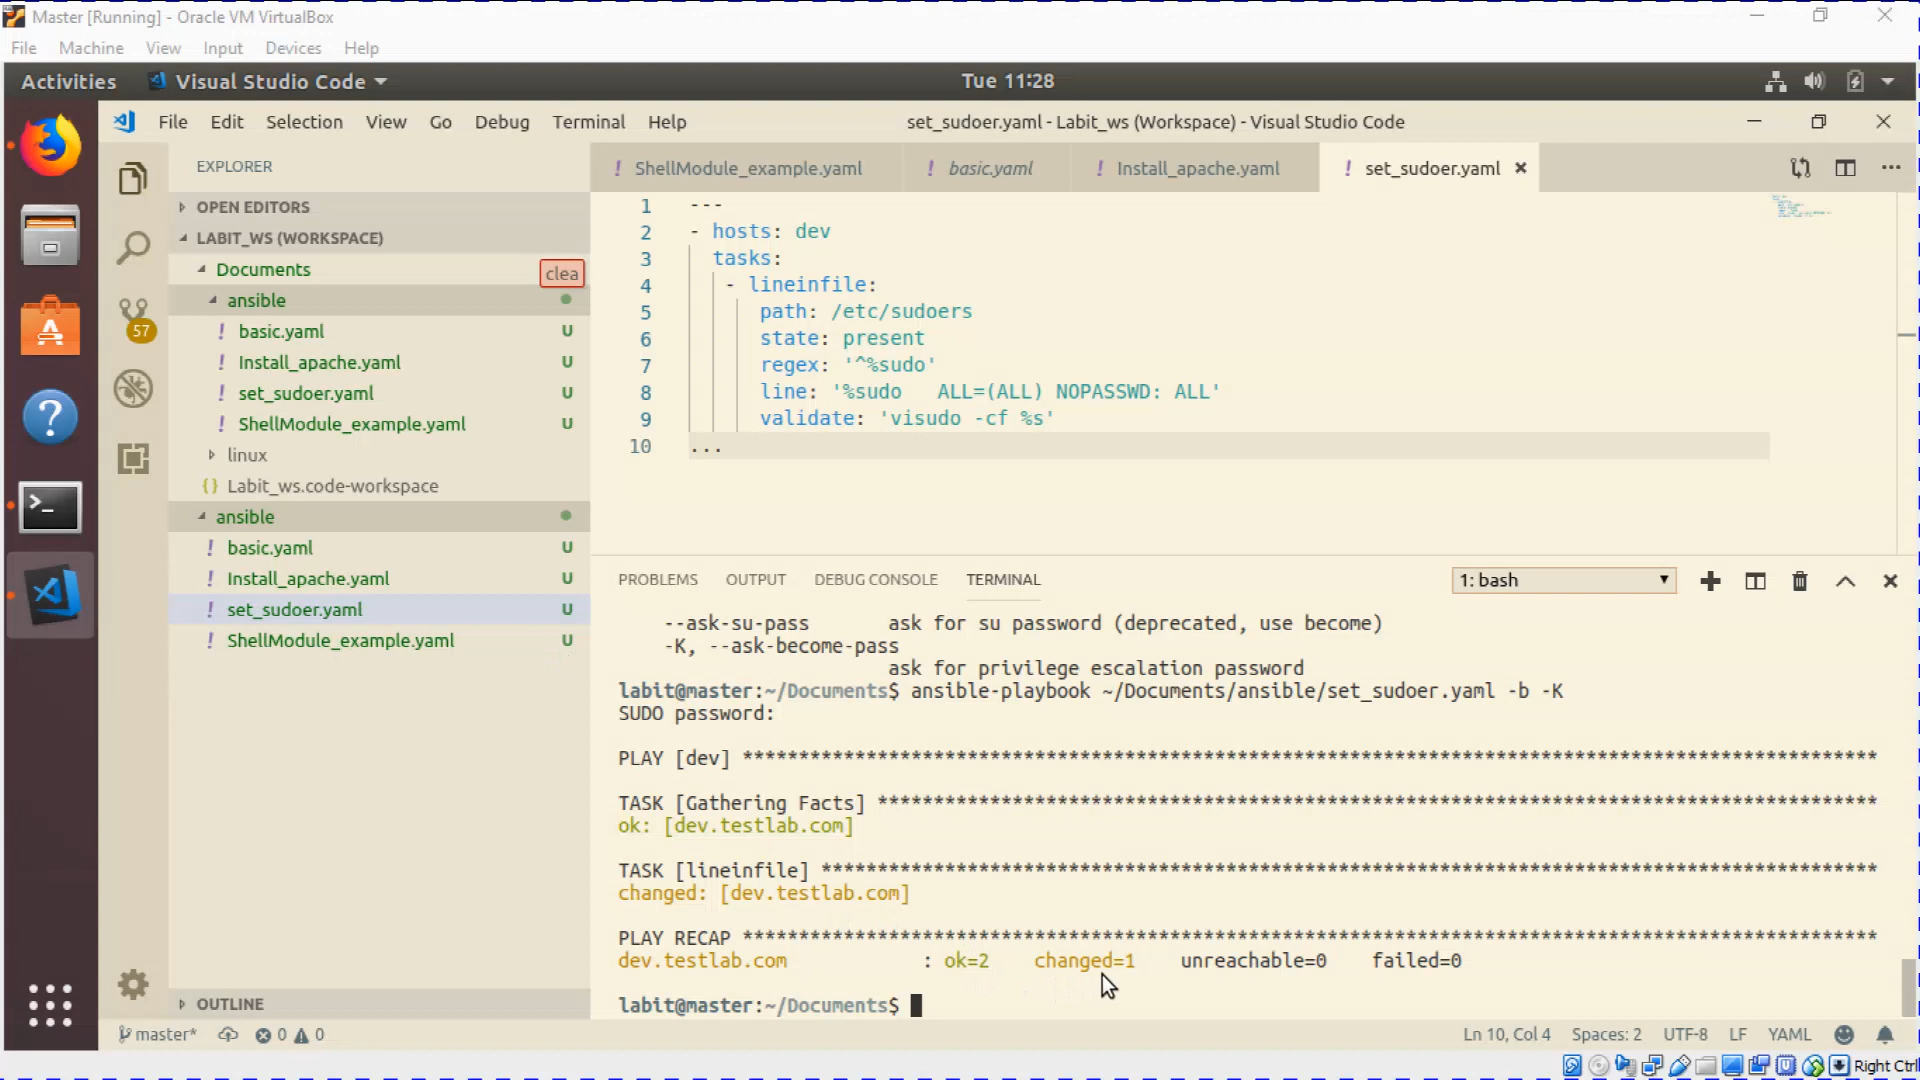 Master [Running] - Oracle VM VirtualBox
File Machine View Input Devices Help
Activities Visual Studio Code Tue 11:28
File Edit Selection View Go Debug Terminal Help set_sudoer.yaml - Labit_ws (Workspace) - Visual Studio Code
EXPLORER
! ShellModule_example.yaml ! basic.yaml ! Install_apache.yaml ! set_sudoer.yaml
OPEN EDITORS
LABIT_WS (WORKSPACE)
Documents
clea
ansible
! basic.yaml U
! Install_apache.yaml U
! set_sudoer.yaml U
! ShellModule_example.yaml U
linux
{} Labit_ws.code-workspace
ansible
! basic.yaml U
! Install_apache.yaml U
! set_sudoer.yaml U
! ShellModule_example.yaml U
OUTLINE
57
1 ---
2 - hosts: dev
3 tasks:
4 - lineinfile:
5 path: /etc/sudoers
6 state: present
7 regex: '^%sudo'
8 line: '%sudo   ALL=(ALL) NOPASSWD: ALL'
9 validate: 'visudo -cf %s'
10 ...
PROBLEMS OUTPUT DEBUG CONSOLE TERMINAL 1: bash
--ask-su-pass ask for su password (deprecated, use become)
-K, --ask-become-pass
ask for privilege escalation password
labit@master:~/Documents$ ansible-playbook ~/Documents/ansible/set_sudoer.yaml -b -K
SUDO password:
PLAY [dev] *****************************************************************************************************
TASK [Gathering Facts] *****************************************************************************************
ok: [dev.testlab.com]
TASK [lineinfile] **********************************************************************************************
changed: [dev.testlab.com]
PLAY RECAP *****************************************************************************************************
dev.testlab.com : ok=2 changed=1 unreachable=0 failed=0
labit@master:~/Documents$
master* 0 0 Ln 10, Col 4 Spaces: 2 UTF-8 LF YAML
Right Ctrl